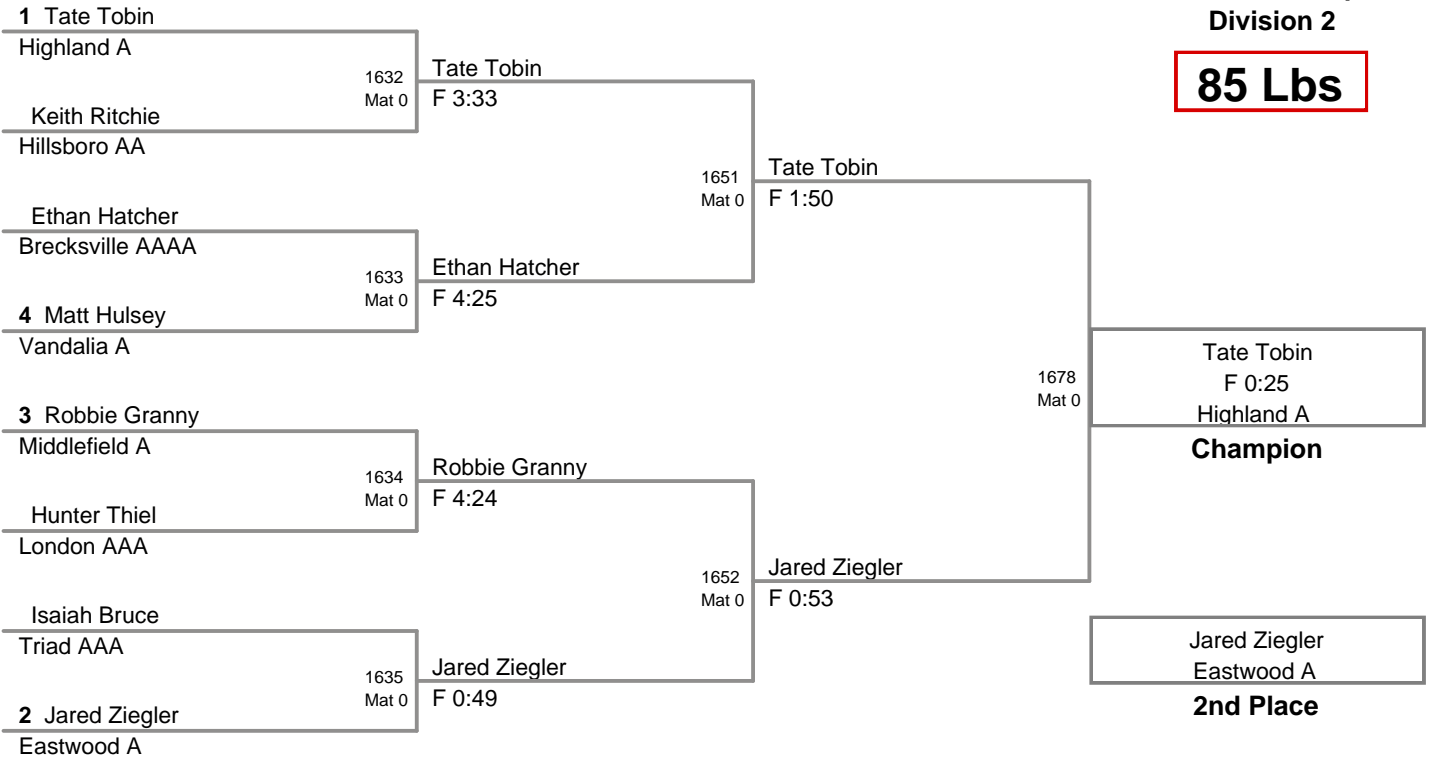 Division 2
85 Lbs
1 Tate Tobin
Highland A
1632
Mat 0
Tate Tobin
F 3:33
Keith Ritchie
Hillsboro AA
1651
Mat 0
Tate Tobin
F 1:50
Ethan Hatcher
Brecksville AAAA
1633
Mat 0
Ethan Hatcher
F 4:25
4 Matt Hulsey
Vandalia A
1678
Mat 0
Tate Tobin
F 0:25
Highland A
Champion
3 Robbie Granny
Middlefield A
1634
Mat 0
Robbie Granny
F 4:24
Hunter Thiel
London AAA
1652
Mat 0
Jared Ziegler
F 0:53
Isaiah Bruce
Triad AAA
1635
Mat 0
Jared Ziegler
F 0:49
2 Jared Ziegler
Eastwood A
Jared Ziegler
Eastwood A
2nd Place